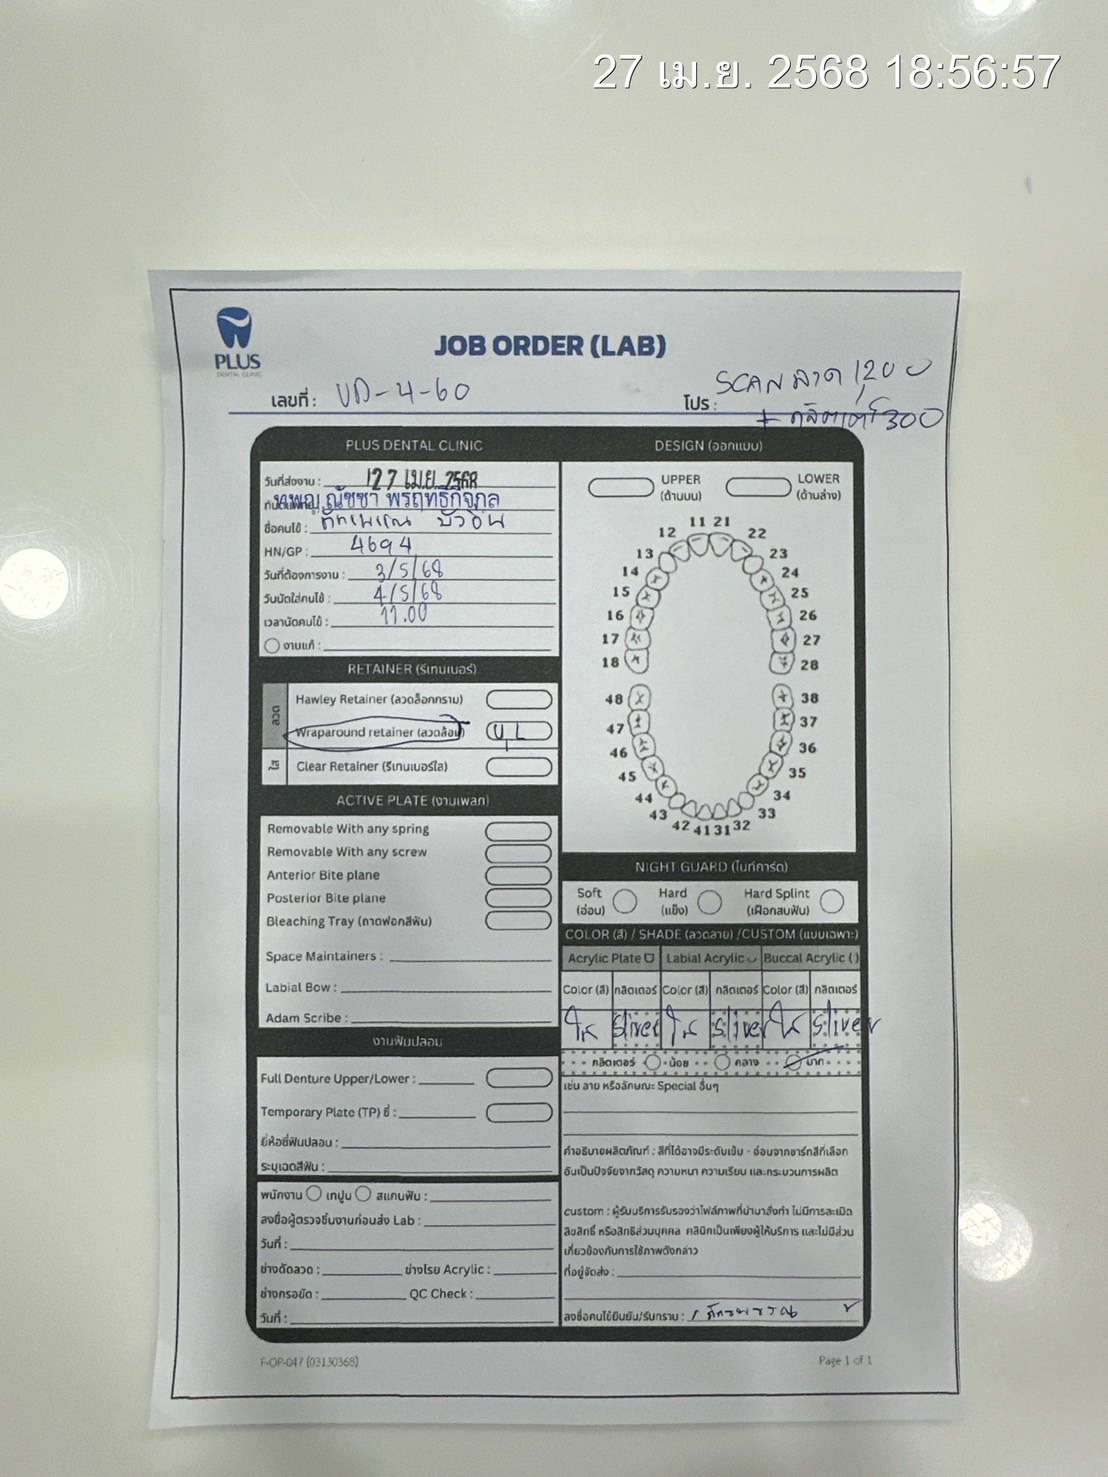 27 เม.ย. 2568 18:56:57
PLUS
DENTAL CLINIC
JOB ORDER (LAB)
เลขที่ : UD-4-60
โปร : SCAN ลวด 1,200
+ กลิตเตอร์ 300
PLUS DENTAL CLINIC
วันที่ส่งงาน : 27 เม.ย. 2568
ทพญ.ณัชชา พรฤทธิ์กิจกุล
ชื่อคนไข้ : บัวอิน
HN/GP : 4694
วันที่ต้องการงาน : 3/5/68
วันนัดใส่คนไข้ : 4/5/68
เวลานัดคนไข้ : 11.00
งานแก้ :
RETAINER (รีเทนเนอร์)
ลวด
Hawley Retainer (ลวดล็อกกราม)
Wraparound retainer (ลวดล้อม) U, L
ใส
Clear Retainer (รีเทนเนอร์ใส)
ACTIVE PLATE (งานเพลท)
Removable With any spring
Removable With any screw
Anterior Bite plane
Posterior Bite plane
Bleaching Tray (ถาดฟอกสีฟัน)
Space Maintainers :
Labial Bow :
Adam Scribe :
งานฟันปลอม
Full Denture Upper/Lower :
Temporary Plate (TP) ซี่ :
ยี่ห้อซี่ฟันปลอม :
ระบุเฉดสีฟัน :
พนักงาน เทปูน สแกนฟัน :
ลงชื่อผู้ตรวจชิ้นงานก่อนส่ง Lab :
วันที่ :
ช่างดัดลวด : ช่างโรย Acrylic :
ช่างกรอขัด : QC Check :
วันที่ :
DESIGN (ออกแบบ)
UPPER LOWER
(ด้านบน) (ด้านล่าง)
11 21
12 22
13 23
14 24
15 25
16 26
17 27
18 28
48 38
47 37
46 36
45 35
44 34
43 33
42 41 31 32
NIGHT GUARD (ไนท์การ์ด)
Soft Hard Hard Splint
(อ่อน) (แข็ง) (เฝือกสบฟัน)
COLOR (สี) / SHADE (ลวดลาย) /CUSTOM (แบบเฉพาะ)
Acrylic Plate Labial Acrylic Buccal Acrylic ( )
Color (สี) กลิตเตอร์ Color (สี) กลิตเตอร์ Color (สี) กลิตเตอร์
ใส Sliver ใส Sliver ใส Sliver
กลิตเตอร์ น้อย กลาง มาก
เช่น ลาย หรือลักษณะ Special อื่นๆ
คำอธิบายผลิตภัณฑ์ : สีที่ได้อาจมีระดับเข้ม - อ่อนจากชาร์ทสีที่เลือก
อันเป็นปัจจัยจากวัสดุ ความหนา ความเรียบ และกระบวนการผลิต
custom : ผู้รับบริการรับรองว่าไฟล์ภาพที่นำมาสั่งทำ ไม่มีการละเมิด
ลิขสิทธิ์ หรือสิทธิส่วนบุคคล คลินิกเป็นเพียงผู้ให้บริการ และไม่มีส่วน
เกี่ยวข้องกับการใช้ภาพดังกล่าว
ที่อยู่จัดส่ง :
ลงชื่อคนไข้ยืนยัน/รับทราบ :
F-OP-047 (03130368)
Page 1 of 1